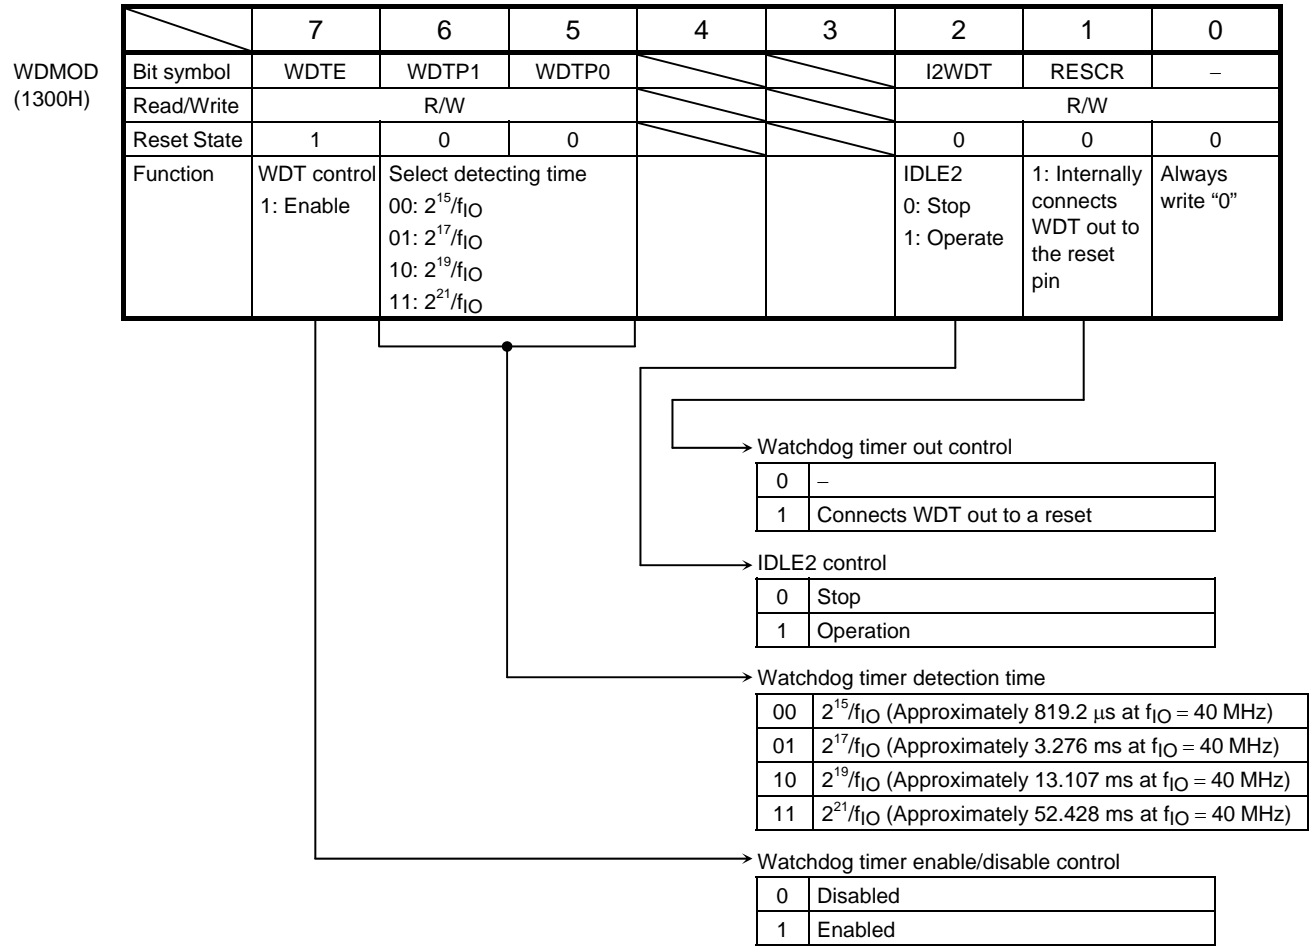 7 6 5 4 3 2 1 0
WDMOD
(1300H)
Bit symbol WDTE WDTP1 WDTP0 I2WDT RESCR –
Read/Write R/W R/W
Reset State 1 0 0 0 0 0
Function
WDT control
1: Enable
Select detecting time
00: 2^15/fIO
01: 2^17/fIO
10: 2^19/fIO
11: 2^21/fIO
IDLE2
0: Stop
1: Operate
1: Internally
connects
WDT out to
the reset
pin
Always
write “0”
Watchdog timer out control
0 –
1 Connects WDT out to a reset
IDLE2 control
0 Stop
1 Operation
Watchdog timer detection time
00 2^15/fIO (Approximately 819.2 μs at fIO = 40 MHz)
01 2^17/fIO (Approximately 3.276 ms at fIO = 40 MHz)
10 2^19/fIO (Approximately 13.107 ms at fIO = 40 MHz)
11 2^21/fIO (Approximately 52.428 ms at fIO = 40 MHz)
Watchdog timer enable/disable control
0 Disabled
1 Enabled